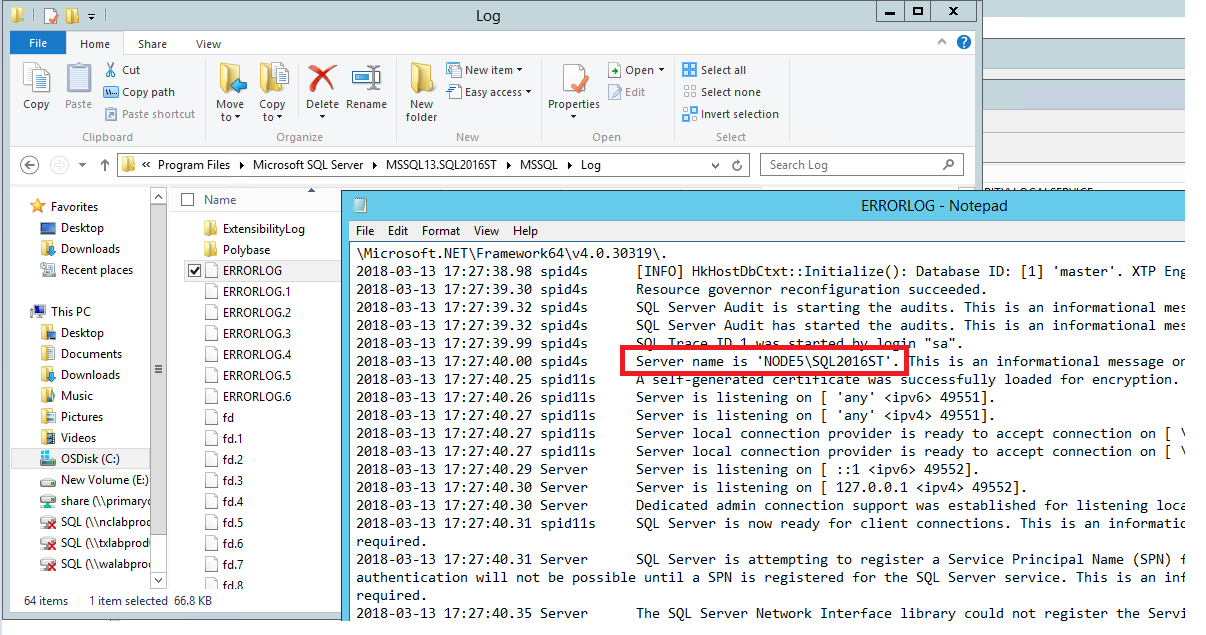 Log
File Home Share View
Copy
Paste
Cut
Copy path
Paste shortcut
Clipboard
Move to
Copy to
Delete
Rename
Organize
New folder
New item
Easy access
New
Properties
Open
Edit
Open
Select all
Select none
Invert selection
Select
« Program Files Microsoft SQL Server MSSQL13.SQL2016ST MSSQL Log
Search Log
Favorites
Desktop
Downloads
Recent places
This PC
Desktop
Documents
Downloads
Music
Pictures
Videos
OSDisk (C:)
New Volume (E:)
share (\\primaryd
SQL (\\nclabprod
SQL (\\txlabprodu
SQL (\\walabprod
Name
ExtensibilityLog
Polybase
ERRORLOG
ERRORLOG.1
ERRORLOG.2
ERRORLOG.3
ERRORLOG.4
ERRORLOG.5
ERRORLOG.6
fd
fd.1
fd.2
fd.3
fd.4
fd.5
fd.6
fd.7
fd.8
64 items 1 item selected 66.8 KB
ERRORLOG - Notepad
File Edit Format View Help
\Microsoft.NET\Framework64\v4.0.30319\.
2018-03-13 17:27:38.98 spid4s [INFO] HkHostDbCtxt::Initialize(): Database ID: [1] 'master'. XTP Eng
2018-03-13 17:27:39.30 spid4s Resource governor reconfiguration succeeded.
2018-03-13 17:27:39.32 spid4s SQL Server Audit is starting the audits. This is an informational mes
2018-03-13 17:27:39.32 spid4s SQL Server Audit has started the audits. This is an informational mes
2018-03-13 17:27:39.99 spid4s SQL Trace ID 1 was started by login "sa".
2018-03-13 17:27:40.00 spid4s Server name is 'NODE5\SQL2016ST'. This is an informational message on
2018-03-13 17:27:40.25 spid11s A self-generated certificate was successfully loaded for encryption.
2018-03-13 17:27:40.26 spid11s Server is listening on [ 'any' <ipv6> 49551].
2018-03-13 17:27:40.27 spid11s Server is listening on [ 'any' <ipv4> 49551].
2018-03-13 17:27:40.27 spid11s Server local connection provider is ready to accept connection on [ \
2018-03-13 17:27:40.27 spid11s Server local connection provider is ready to accept connection on [ \
2018-03-13 17:27:40.29 Server Server is listening on [ ::1 <ipv6> 49552].
2018-03-13 17:27:40.30 Server Server is listening on [ 127.0.0.1 <ipv4> 49552].
2018-03-13 17:27:40.30 Server Dedicated admin connection support was established for listening loca
2018-03-13 17:27:40.31 spid11s SQL Server is now ready for client connections. This is an informatio
required.
2018-03-13 17:27:40.31 Server SQL Server is attempting to register a Service Principal Name (SPN) f
authentication will not be possible until a SPN is registered for the SQL Server service. This is an inf
required.
2018-03-13 17:27:40.35 Server The SQL Server Network Interface library could not register the Servi